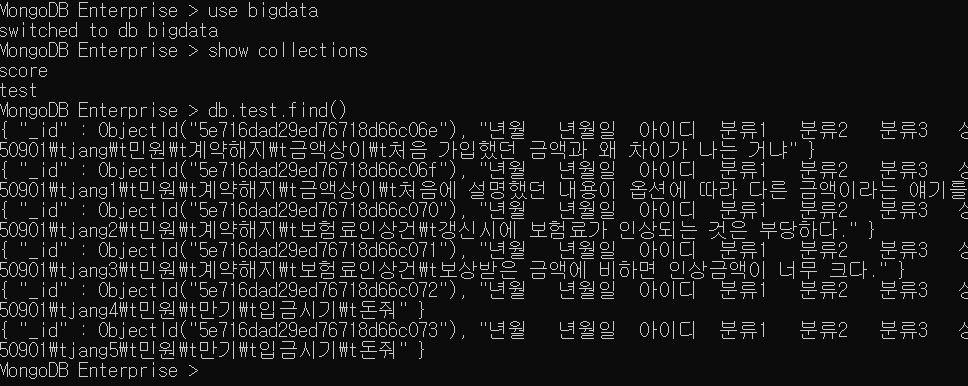 MongoDB Enterprise > use bigdata
switched to db bigdata
MongoDB Enterprise > show collections
score
test
MongoDB Enterprise > db.test.find()
{ "_id" : ObjectId("5e716dad29ed76718d66c06e"), "년월   년월일  아이디  분류1   분류2   분류3
50901₩tjang₩t민원₩t계약해지₩t금액상이₩t처음 가입했던 금액과 왜 차이가 나는 거냐" }
{ "_id" : ObjectId("5e716dad29ed76718d66c06f"), "년월   년월일  아이디  분류1   분류2   분류3
50901₩tjang1₩t민원₩t계약해지₩t금액상이₩t처음에 설명했던 내용이 옵션에 따라 다른 금액이라는 얘기를
{ "_id" : ObjectId("5e716dad29ed76718d66c070"), "년월   년월일  아이디  분류1   분류2   분류3
50901₩tjang2₩t민원₩t계약해지₩t보험료인상건₩t갱신시에 보험료가 인상되는 것은 부당하다." }
{ "_id" : ObjectId("5e716dad29ed76718d66c071"), "년월   년월일  아이디  분류1   분류2   분류3
50901₩tjang3₩t민원₩t계약해지₩t보험료인상건₩t보상받은 금액에 비하면 인상금액이 너무 크다." }
{ "_id" : ObjectId("5e716dad29ed76718d66c072"), "년월   년월일  아이디  분류1   분류2   분류3
50901₩tjang4₩t민원₩t만기₩t입금시기₩t돈줘" }
{ "_id" : ObjectId("5e716dad29ed76718d66c073"), "년월   년월일  아이디  분류1   분류2   분류3
50901₩tjang5₩t민원₩t만기₩t입금시기₩t돈줘" }
MongoDB Enterprise >